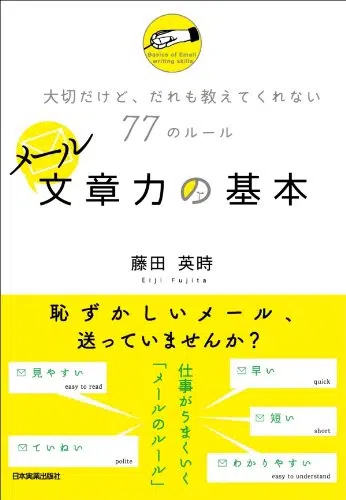 Basics of Email
writing skills
大切だけど、だれも教えてくれない
77のルール
メール
文章力の基本
藤田 英時
Eiji Fujita
恥ずかしいメール、
送っていませんか?
仕事がうまくいく
「メールのルール」
見やすい
easy to read
ていねい
polite
早い
quick
短い
short
わかりやすい
easy to understand
日本実業出版社